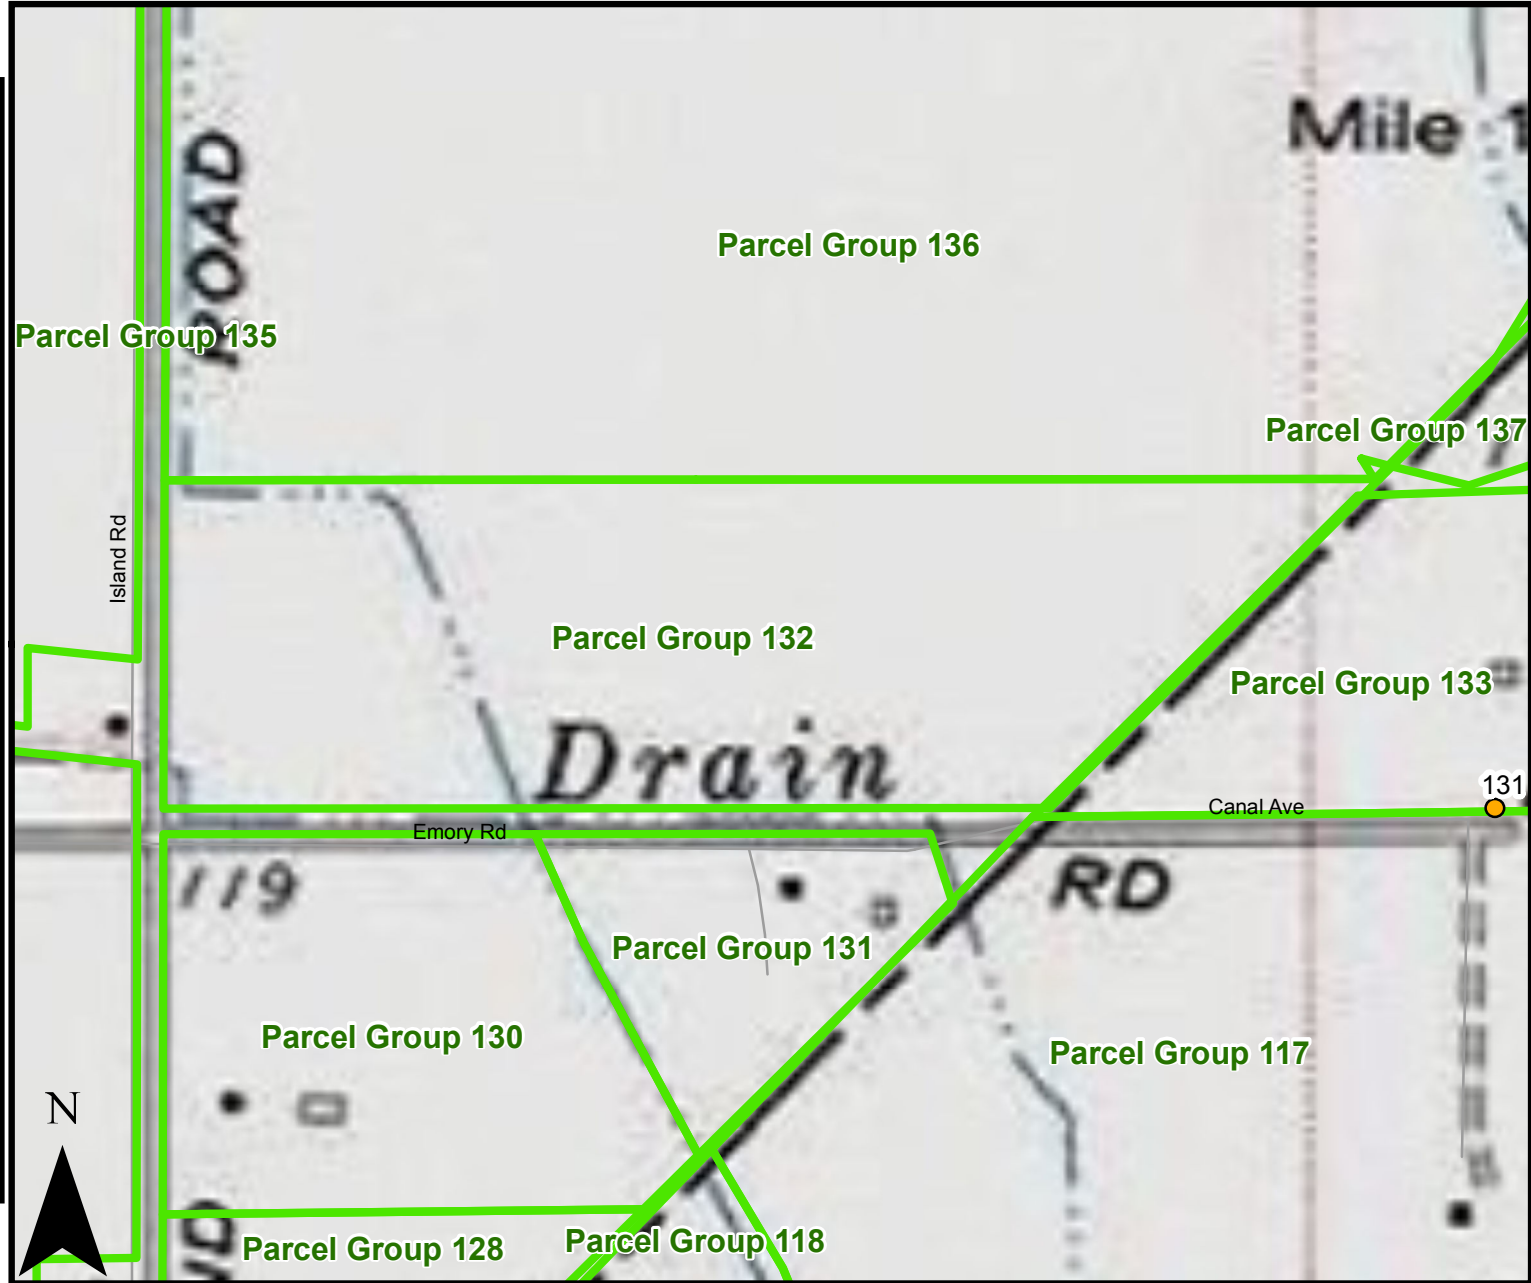 Mile 1
ROAD
Parcel Group 136
Parcel Group 135
Parcel Group 137
Island Rd
Parcel Group 132
Parcel Group 133
Drain
131
Canal Ave
Emory Rd
119
RD
Parcel Group 131
Parcel Group 130
Parcel Group 117
N
Parcel Group 128
Parcel Group 118